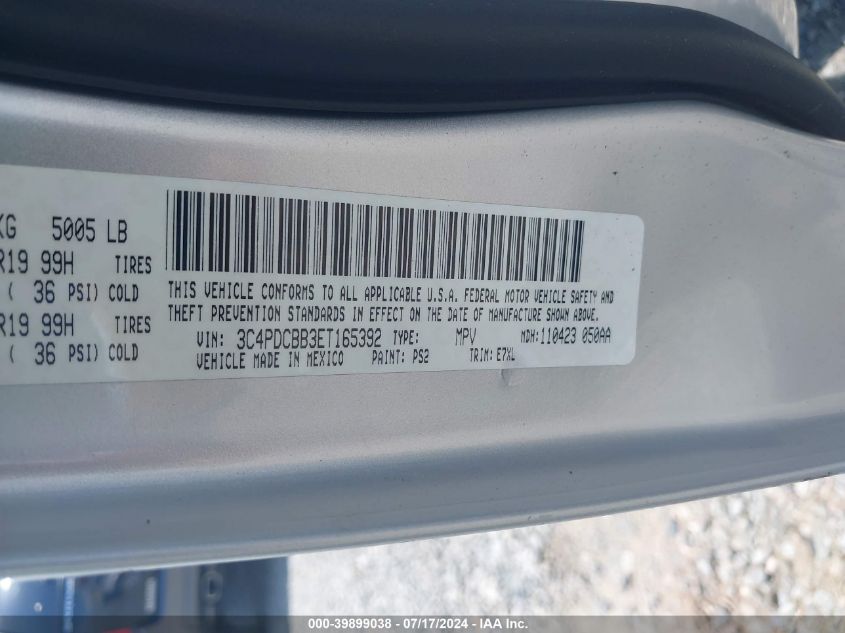 KG 5005 LB
R19 99H TIRES
( 36 PSI) COLD
R19 99H TIRES
( 36 PSI) COLD
THIS VEHICLE CONFORMS TO ALL APPLICABLE U.S.A. FEDERAL MOTOR VEHICLE SAFETY AND
THEFT PREVENTION STANDARDS IN EFFECT ON THE DATE OF MANUFACTURE SHOWN ABOVE.
VIN: 3C4PDCBB3ET165392 TYPE: MPV MDH: 110423 050AA
VEHICLE MADE IN MEXICO PAINT: PS2 TRIM: E7XL
000-39899038 - 07/17/2024 - IAA Inc.